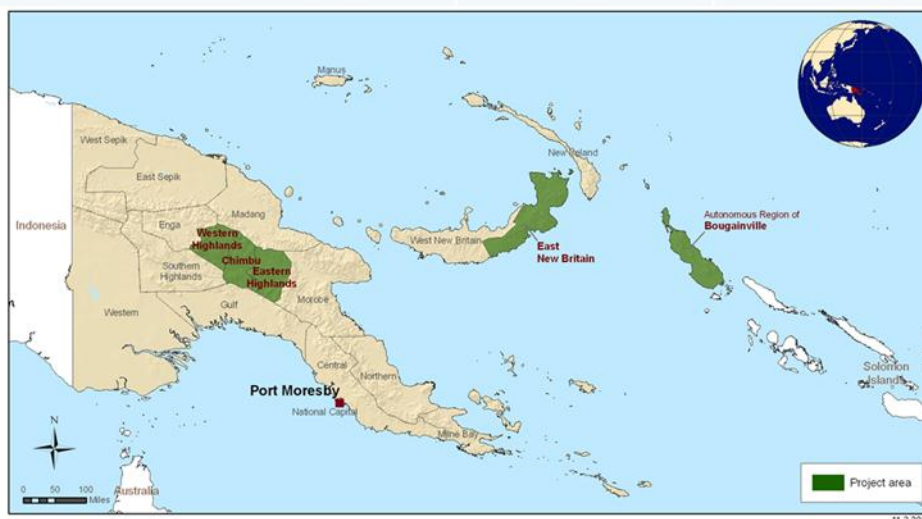 Manus
New Ireland
West Sepik
East Sepik
Indonesia
Madang
Enga
Western
Highlands
Chimbu
Eastern
Highlands
Southern
Highlands
Western
Gulf
Morobe
West New Britain
East
New Britain
Autonomous Region of
Bougainville
Central
Northern
Port Moresby
National Capital
Milne Bay
Solomon
Islands
N
0 25 50 100
Miles
Australia
Project area